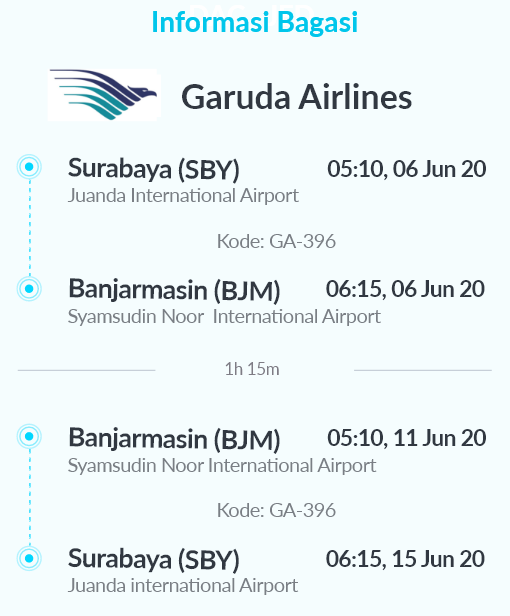 Informasi Bagasi
Garuda Airlines
Surabaya (SBY) 05:10, 06 Jun 20
Juanda International Airport
Kode: GA-396
Banjarmasin (BJM) 06:15, 06 Jun 20
Syamsudin Noor International Airport
1h 15m
Banjarmasin (BJM) 05:10, 11 Jun 20
Syamsudin Noor International Airport
Kode: GA-396
Surabaya (SBY) 06:15, 15 Jun 20
Juanda international Airport